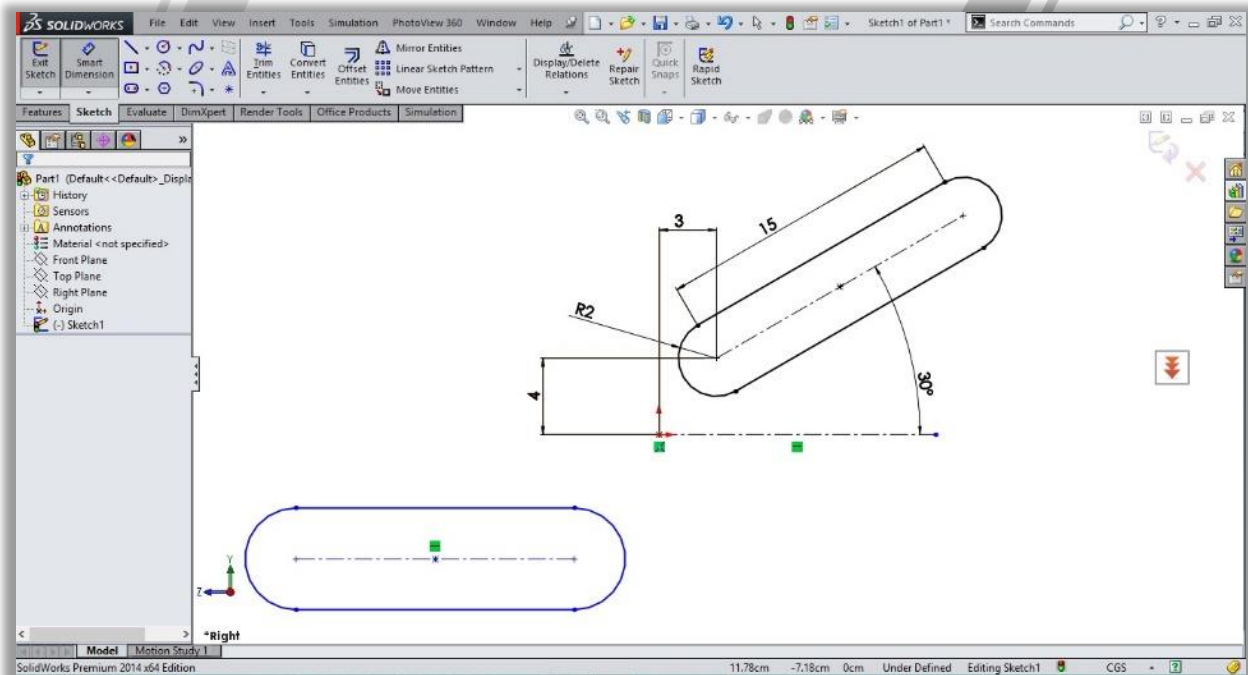 SOLIDWORKS File Edit View Insert Tools Simulation PhotoView 360 Window Help Sketch1 of Part1 * Search Commands
Exit Sketch Smart Dimension Trim Entities Convert Entities Offset Entities Mirror Entities Linear Sketch Pattern Move Entities Display/Delete Relations Repair Sketch Quick Snaps Rapid Sketch
Features Sketch Evaluate DimXpert Render Tools Office Products Simulation
Part1 (Default<<Default>_Displa
History
Sensors
Annotations
Material <not specified>
Front Plane
Top Plane
Right Plane
Origin
(-) Sketch1
3
15
R2
4
30°
Y
Z
*Right
Model Motion Study 1
SolidWorks Premium 2014 x64 Edition 11.78cm -7.18cm 0cm Under Defined Editing Sketch1 CGS